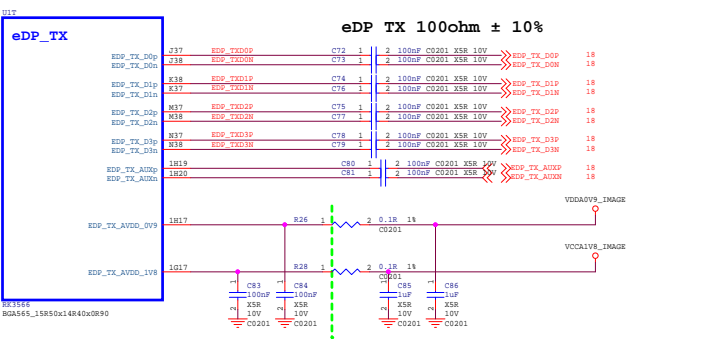 U1T
eDP TX 100ohm ± 10%
eDP_TX
EDP_TX_D0p J37 EDP_TXD0P C72 1 2 100nF C0201 X5R 10V EDP_TX_D0P 18
EDP_TX_D0n J38 EDP_TXD0N C73 1 2 100nF C0201 X5R 10V EDP_TX_D0N 18
EDP_TX_D1p K38 EDP_TXD1P C74 1 2 100nF C0201 X5R 10V EDP_TX_D1P 18
EDP_TX_D1n K37 EDP_TXD1N C76 1 2 100nF C0201 X5R 10V EDP_TX_D1N 18
EDP_TX_D2p M37 EDP_TXD2P C75 1 2 100nF C0201 X5R 10V EDP_TX_D2P 18
EDP_TX_D2n M38 EDP_TXD2N C77 1 2 100nF C0201 X5R 10V EDP_TX_D2N 18
EDP_TX_D3p N37 EDP_TXD3P C78 1 2 100nF C0201 X5R 10V EDP_TX_D3P 18
EDP_TX_D3n N38 EDP_TXD3N C79 1 2 100nF C0201 X5R 10V EDP_TX_D3N 18
EDP_TX_AUXp 1H19 C80 1 2 100nF C0201 X5R 10V EDP_TX_AUXP 18
EDP_TX_AUXn 1H20 C81 1 2 100nF C0201 X5R 10V EDP_TX_AUXN 18
VDDA0V9_IMAGE
EDP_TX_AVDD_0V9 1H17 R26 1 2 0.1R 1%
C0201
VCCA1V8_IMAGE
EDP_TX_AVDD_1V8 1G17 R28 1 2 0.1R 1%
C0201
1 C83 1 C84 1 C85 1 C86
100nF 100nF 1uF 1uF
X5R X5R X5R X5R
2 10V 2 10V 2 10V 2 10V
C0201 C0201 C0201 C0201
RK3566
BGA565_15R50x14R40x0R90